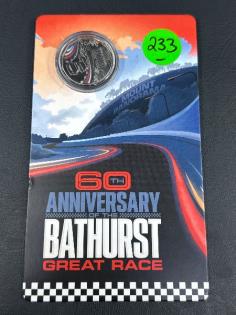 233
MOUNT
PANORAMA
60TH
ANNIVERSARY
OF THE
BATHURST
GREAT RACE